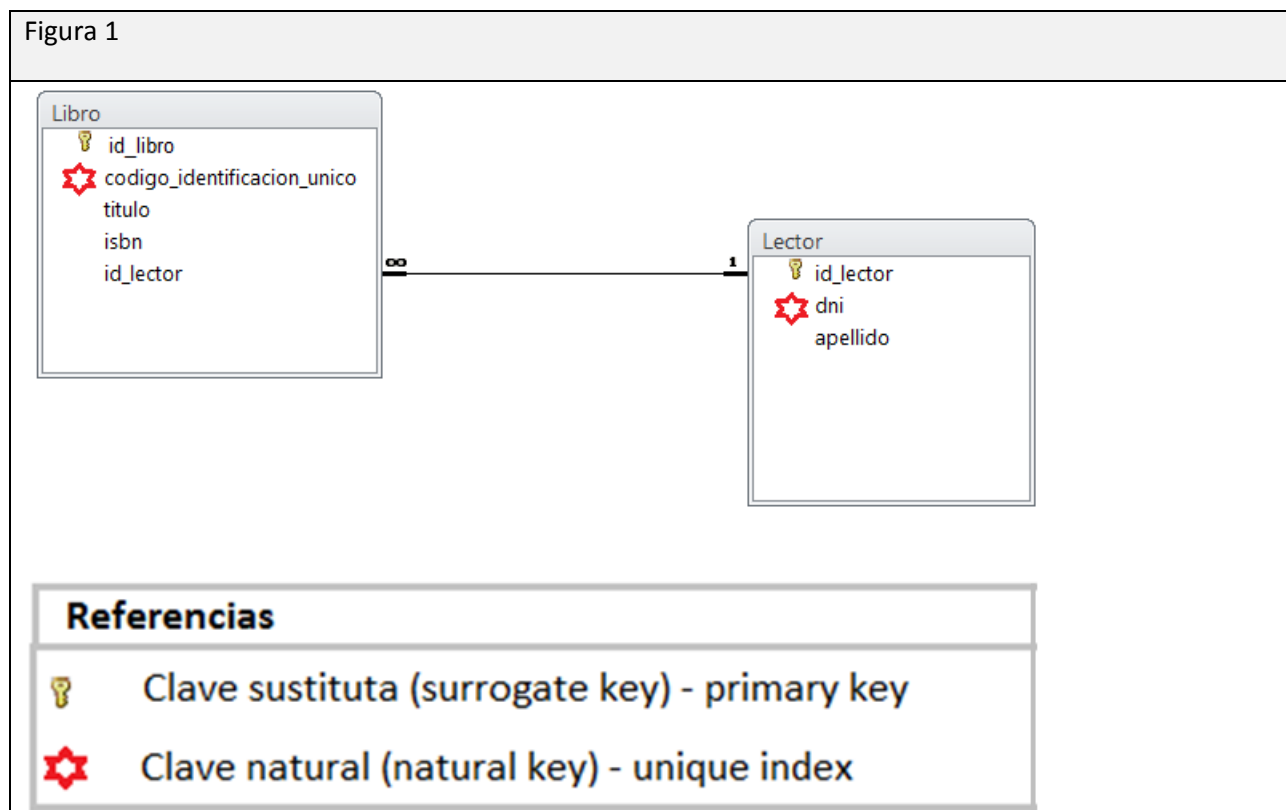 Figura 1
Libro
id_libro
codigo_identificacion_unico
titulo
isbn
id_lector
∞
1
Lector
id_lector
dni
apellido
Referencias
Clave sustituta (surrogate key) - primary key
Clave natural (natural key) - unique index